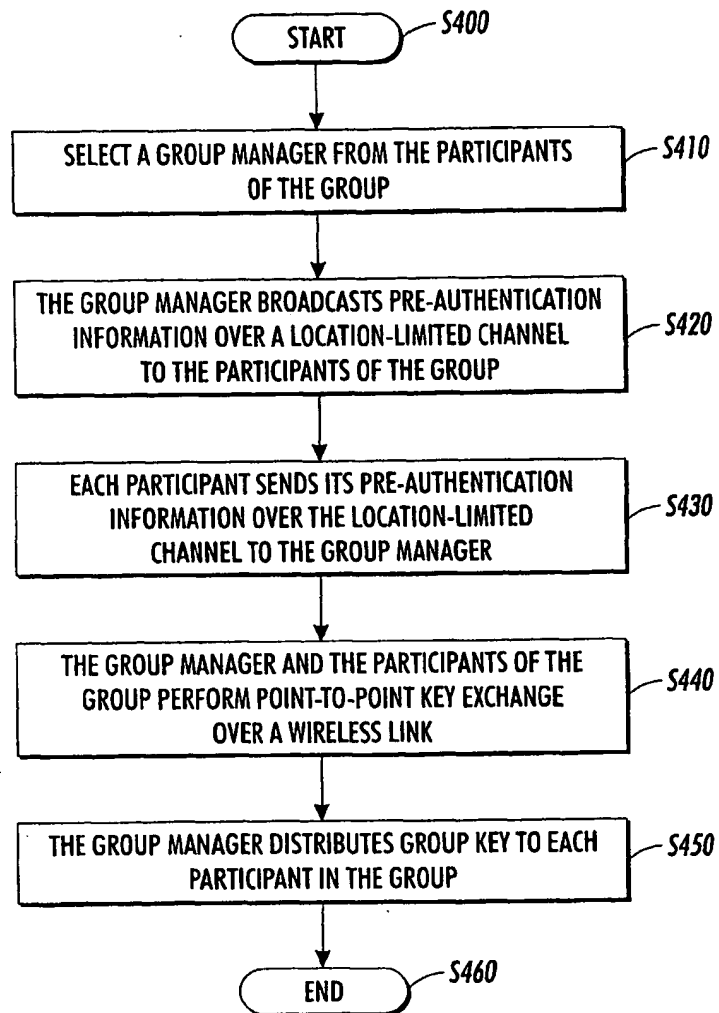 START
S400
SELECT A GROUP MANAGER FROM THE PARTICIPANTS
OF THE GROUP
S410
THE GROUP MANAGER BROADCASTS PRE-AUTHENTICATION
INFORMATION OVER A LOCATION-LIMITED CHANNEL
TO THE PARTICIPANTS OF THE GROUP
S420
EACH PARTICIPANT SENDS ITS PRE-AUTHENTICATION
INFORMATION OVER THE LOCATION-LIMITED
CHANNEL TO THE GROUP MANAGER
S430
THE GROUP MANAGER AND THE PARTICIPANTS OF THE
GROUP PERFORM POINT-TO-POINT KEY EXCHANGE
OVER A WIRELESS LINK
S440
THE GROUP MANAGER DISTRIBUTES GROUP KEY TO EACH
PARTICIPANT IN THE GROUP
S450
END
S460